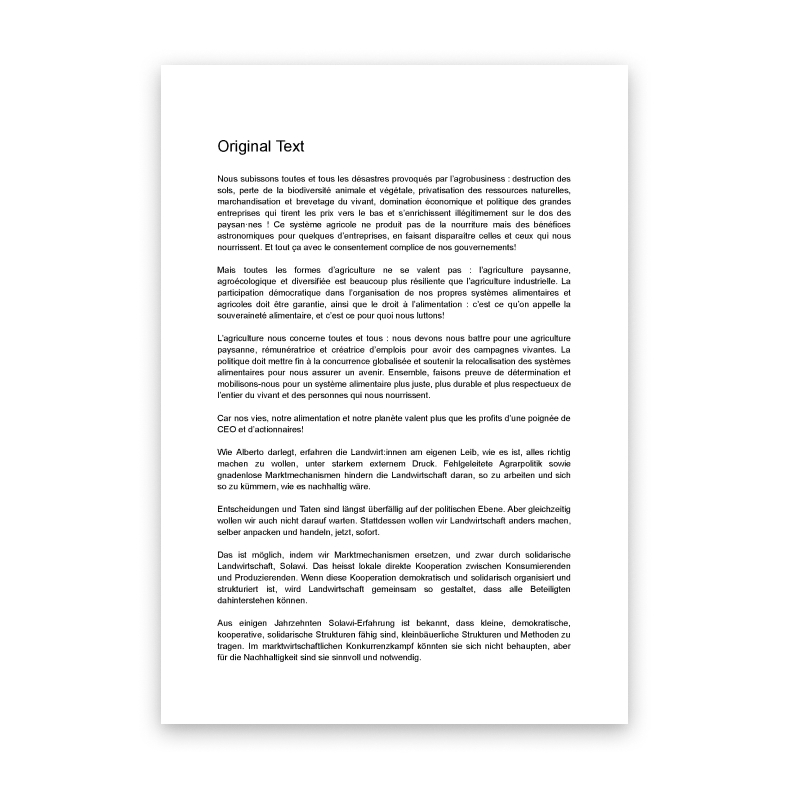 Original Text
Nous subissons toutes et tous les désastres provoqués par l'agrobusiness : destruction des
sols, perte de la biodiversité animale et végétale, privatisation des ressources naturelles,
marchandisation et brevetage du vivant, domination économique et politique des grandes
entreprises qui tirent les prix vers le bas et s'enrichissent illégitimement sur le dos des
paysan·nes ! Ce système agricole ne produit pas de la nourriture mais des bénéfices
astronomiques pour quelques d'entreprises, en faisant disparaitre celles et ceux qui nous
nourrissent. Et tout ça avec le consentement complice de nos gouvernements!
Mais toutes les formes d'agriculture ne se valent pas : l'agriculture paysanne,
agroécologique et diversifiée est beaucoup plus résiliente que l'agriculture industrielle. La
participation démocratique dans l'organisation de nos propres systèmes alimentaires et
agricoles doit être garantie, ainsi que le droit à l'alimentation : c'est ce qu'on appelle la
souveraineté alimentaire, et c'est ce pour quoi nous luttons!
L'agriculture nous concerne toutes et tous : nous devons nous battre pour une agriculture
paysanne, rémunératrice et créatrice d'emplois pour avoir des campagnes vivantes. La
politique doit mettre fin à la concurrence globalisée et soutenir la relocalisation des systèmes
alimentaires pour nous assurer un avenir. Ensemble, faisons preuve de détermination et
mobilisons-nous pour un système alimentaire plus juste, plus durable et plus respectueux de
l'entier du vivant et des personnes qui nous nourrissent.
Car nos vies, notre alimentation et notre planète valent plus que les profits d'une poignée de
CEO et d'actionnaires!
Wie Alberto darlegt, erfahren die Landwirt:innen am eigenen Leib, wie es ist, alles richtig
machen zu wollen, unter starkem externem Druck. Fehlgeleitete Agrarpolitik sowie
gnadenlose Marktmechanismen hindern die Landwirtschaft daran, so zu arbeiten und sich
so zu kümmern, wie es nachhaltig wäre.
Entscheidungen und Taten sind längst überfällig auf der politischen Ebene. Aber gleichzeitig
wollen wir auch nicht darauf warten. Stattdessen wollen wir Landwirtschaft anders machen,
selber anpacken und handeln, jetzt, sofort.
Das ist möglich, indem wir Marktmechanismen ersetzen, und zwar durch solidarische
Landwirtschaft, Solawi. Das heisst lokale direkte Kooperation zwischen Konsumierenden
und Produzierenden. Wenn diese Kooperation demokratisch und solidarisch organisiert und
strukturiert ist, wird Landwirtschaft gemeinsam so gestaltet, dass alle Beteiligten
dahinterstehen können.
Aus einigen Jahrzehnten Solawi-Erfahrung ist bekannt, dass kleine, demokratische,
kooperative, solidarische Strukturen fähig sind, kleinbäuerliche Strukturen und Methoden zu
tragen. Im marktwirtschaftlichen Konkurrenzkampf könnten sie sich nicht behaupten, aber
für die Nachhaltigkeit sind sie sinnvoll und notwendig.